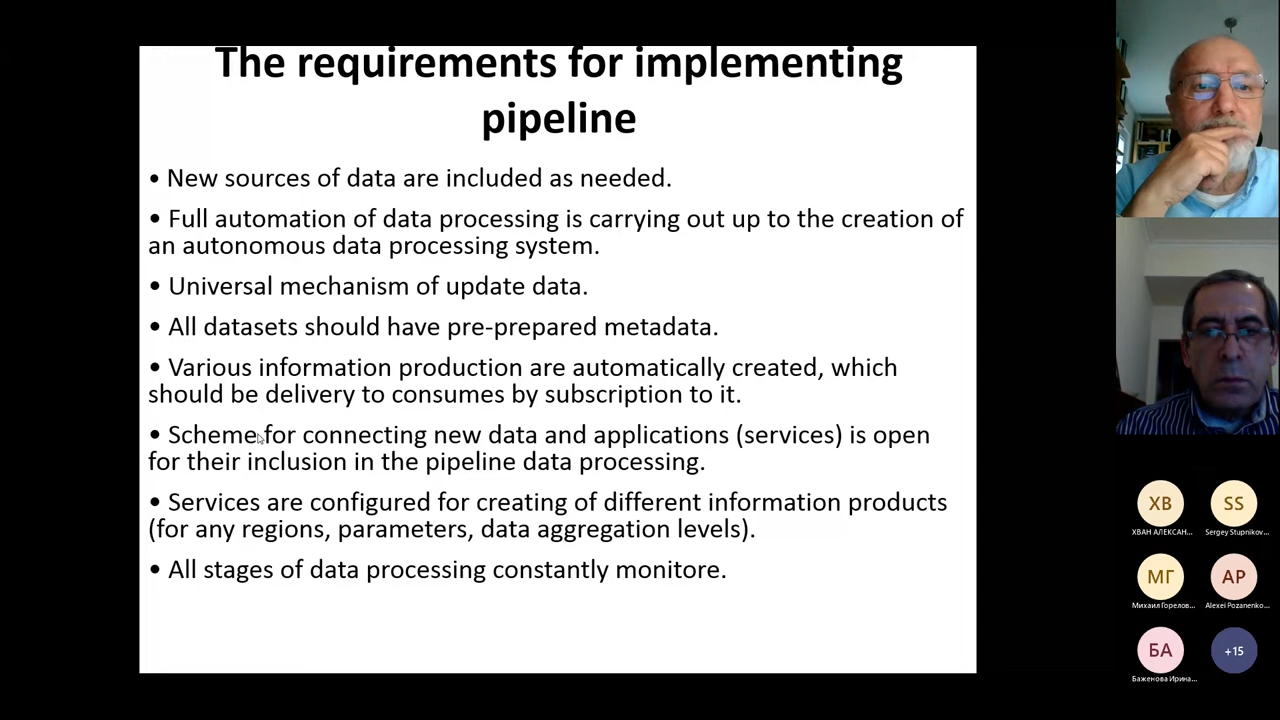 The requirements for implementing
pipeline
• New sources of data are included as needed.
• Full automation of data processing is carrying out up to the creation of
an autonomous data processing system.
• Universal mechanism of update data.
• All datasets should have pre-prepared metadata.
• Various information production are automatically created, which
should be delivery to consumes by subscription to it.
• Scheme for connecting new data and applications (services) is open
for their inclusion in the pipeline data processing.
• Services are configured for creating of different information products
(for any regions, parameters, data aggregation levels).
• All stages of data processing constantly monitore.
ХВ
SS
ХВАН АЛЕКСАН...
Sergey Stupnikov...
МГ
AP
Михаил Горелов...
Alexei Pozanenko...
БА
+15
Баженова Ирина...